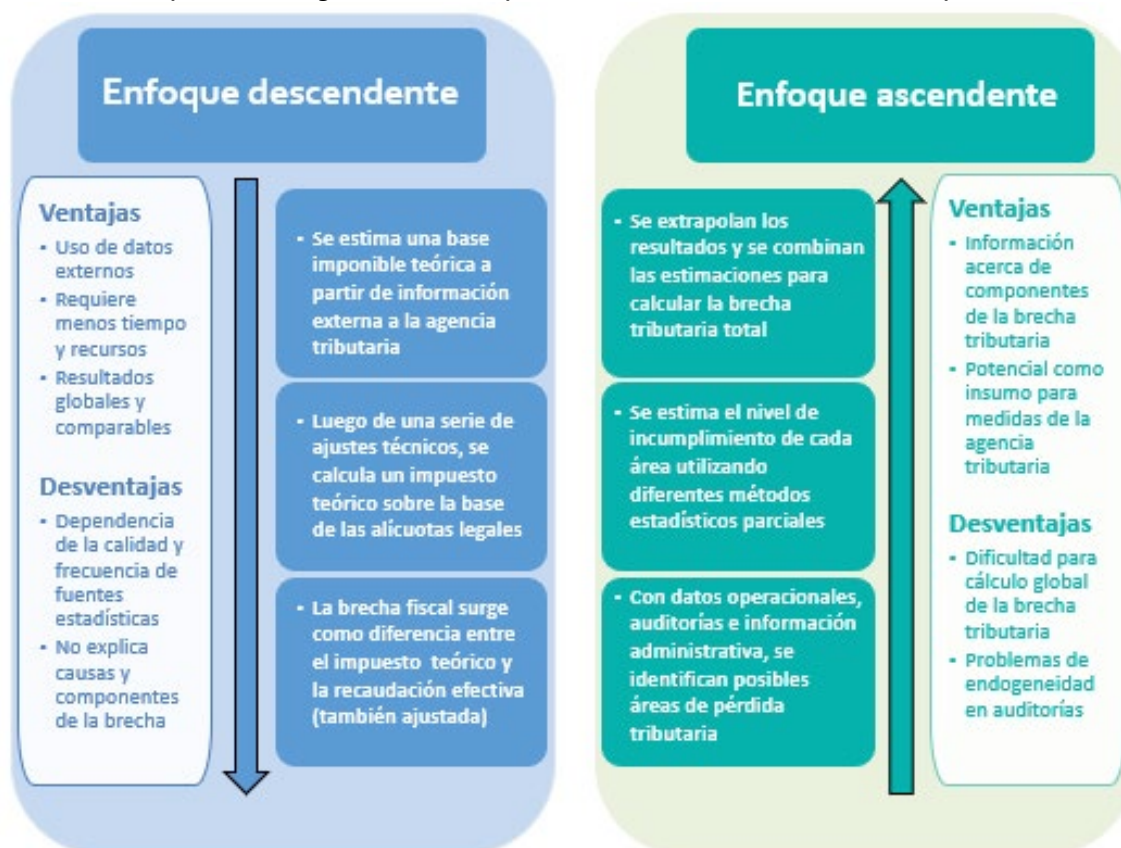 Enfoque descendente
Ventajas
• Uso de datos
externos
• Requiere
menos tiempo
y recursos
• Resultados
globales y
comparables
Desventajas
• Dependencia
de la calidad y
frecuencia de
fuentes
estadísticas
• No explica
causas y
componentes
de la brecha
• Se estima una base
imponible teórica a
partir de información
externa a la agencia
tributaria
• Luego de una serie de
ajustes técnicos, se
calcula un impuesto
teórico sobre la base
de las alícuotas legales
• La brecha fiscal surge
como diferencia entre
el impuesto teórico y
la recaudación efectiva
(también ajustada)
Enfoque ascendente
• Se extrapolan los
resultados y se combinan
las estimaciones para
calcular la brecha
tributaria total
• Se estima el nivel de
incumplimiento de cada
área utilizando
diferentes métodos
estadísticos parciales
• Con datos operacionales,
auditorías e información
administrativa, se
identifican posibles
áreas de pérdida
tributaria
Ventajas
• Información
acerca de
componentes
de la brecha
tributaria
• Potencial como
insumo para
medidas de la
agencia
tributaria
Desventajas
• Dificultad para
cálculo global
de la brecha
tributaria
• Problemas de
endogeneidad
en auditorías